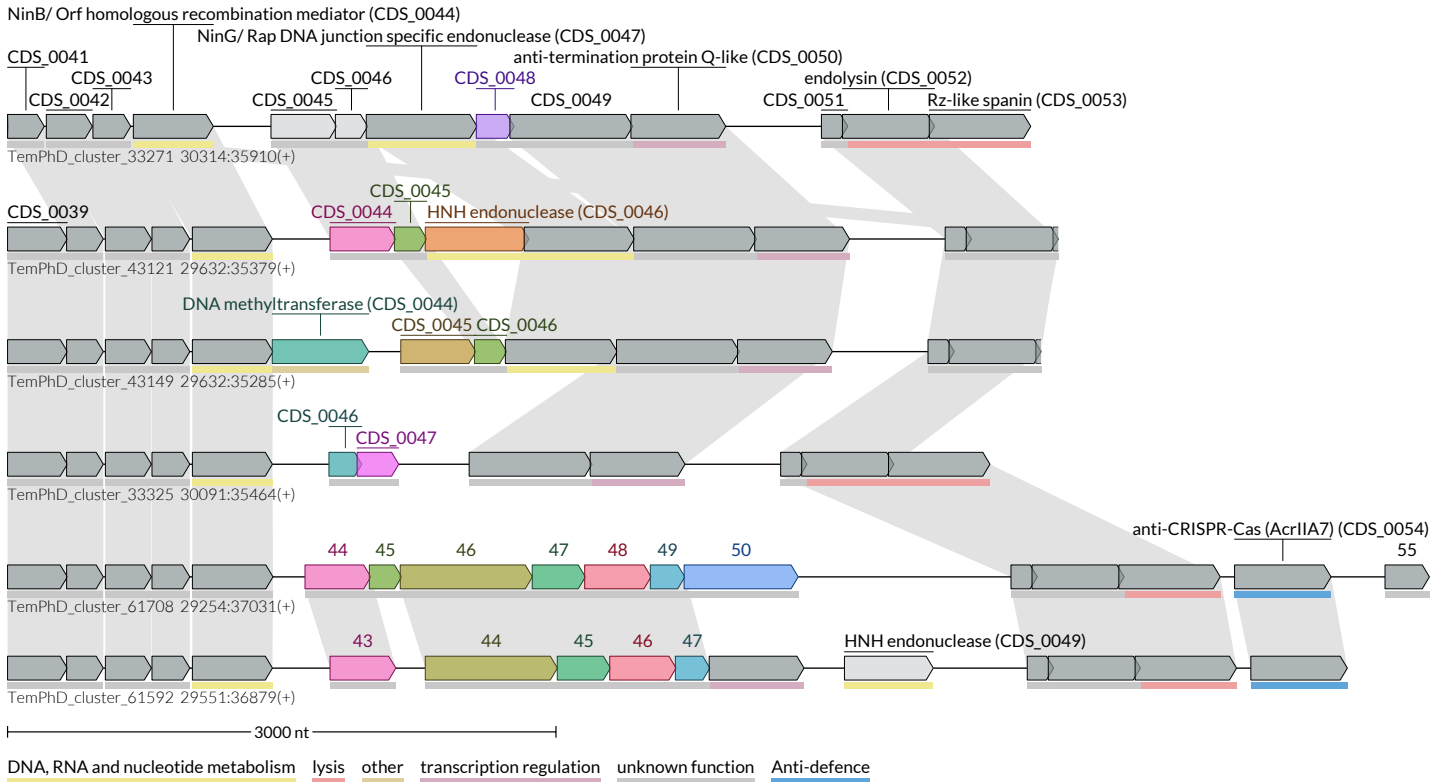 NinB/ Orf homologous recombination mediator (CDS_0044)
NinG/ Rap DNA junction specific endonuclease (CDS_0047)
CDS_0041
anti-termination protein Q-like (CDS_0050)
CDS_0043
CDS_0046
CDS_0048
endolysin (CDS_0052)
CDS_0042
CDS_0045
CDS_0049
CDS_0051
Rz-like spanin (CDS_0053)
TemPhD_cluster_33271 30314:35910(+)
CDS_0045
CDS_0039
CDS_0044
HNH endonuclease (CDS_0046)
TemPhD_cluster_43121 29632:35379(+)
DNA methyltransferase (CDS_0044)
CDS_0045
CDS_0046
TemPhD_cluster_43149 29632:35285(+)
CDS_0046
CDS_0047
TemPhD_cluster_33325 30091:35464(+)
anti-CRISPR-Cas (AcrIIA7) (CDS_0054)
44
45
46
47
48
49
50
55
TemPhD_cluster_61708 29254:37031(+)
43
44
45
46
47
HNH endonuclease (CDS_0049)
TemPhD_cluster_61592 29551:36879(+)
3000 nt
DNA, RNA and nucleotide metabolism
lysis
other
transcription regulation
unknown function
Anti-defence